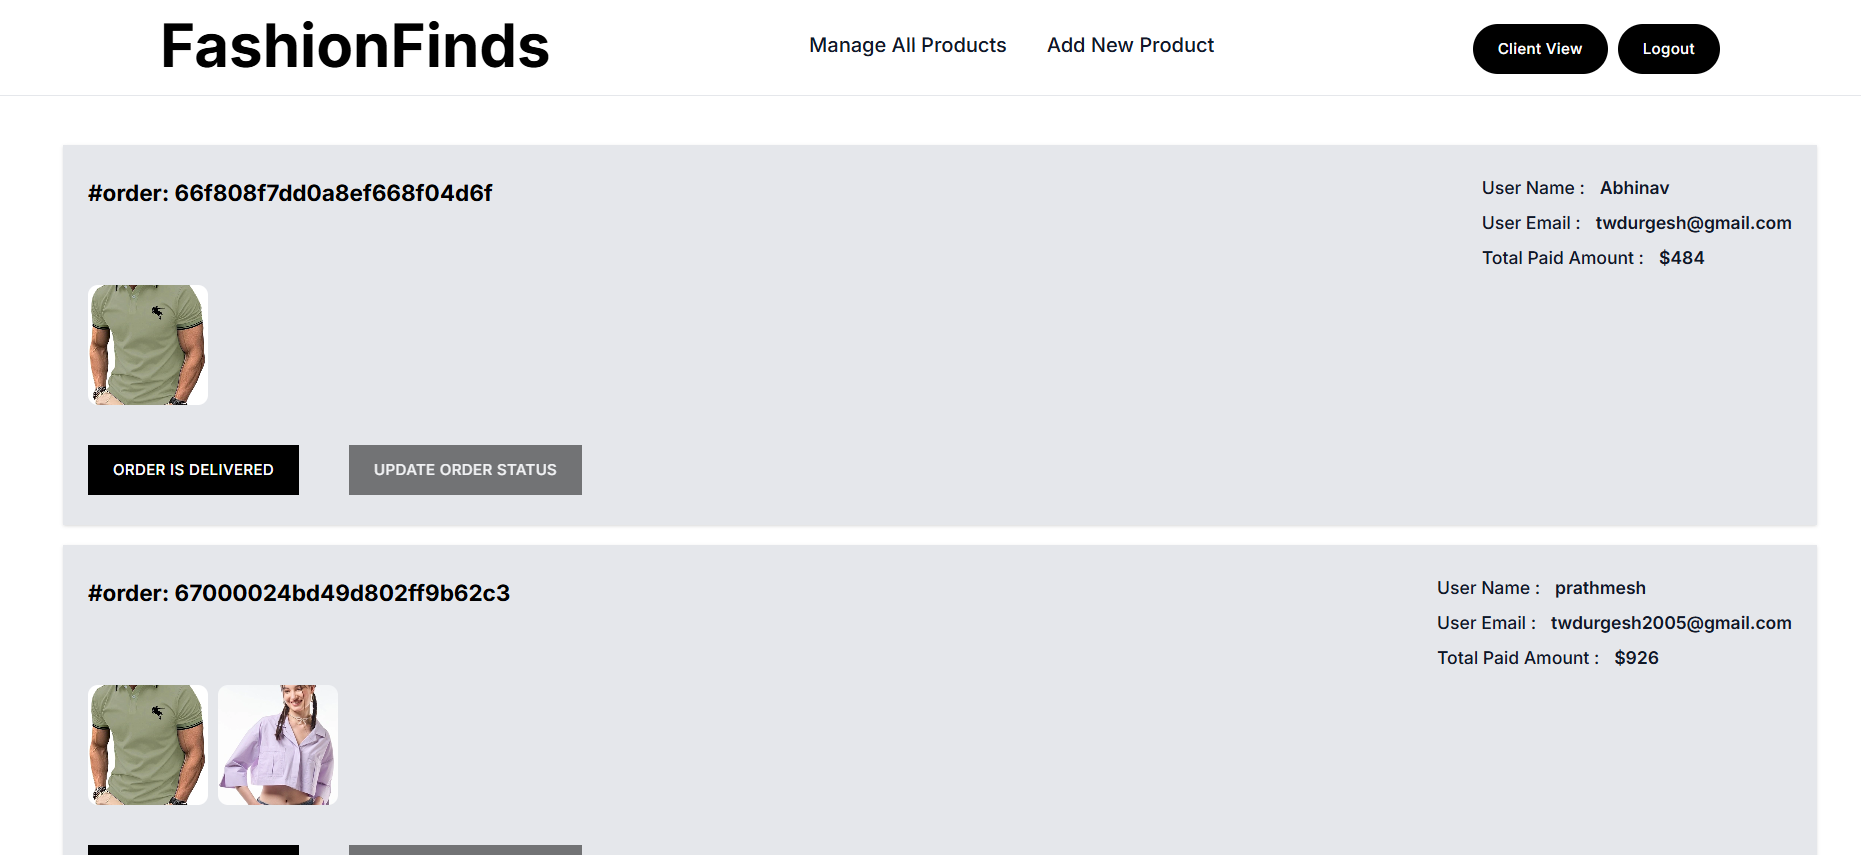 FashionFinds
Manage All Products
Add New Product
Client View
Logout
#order: 66f808f7dd0a8ef668f04d6f
User Name : Abhinav
User Email : twdurgesh@gmail.com
Total Paid Amount : $484
ORDER IS DELIVERED
UPDATE ORDER STATUS
#order: 67000024bd49d802ff9b62c3
User Name : prathmesh
User Email : twdurgesh2005@gmail.com
Total Paid Amount : $926